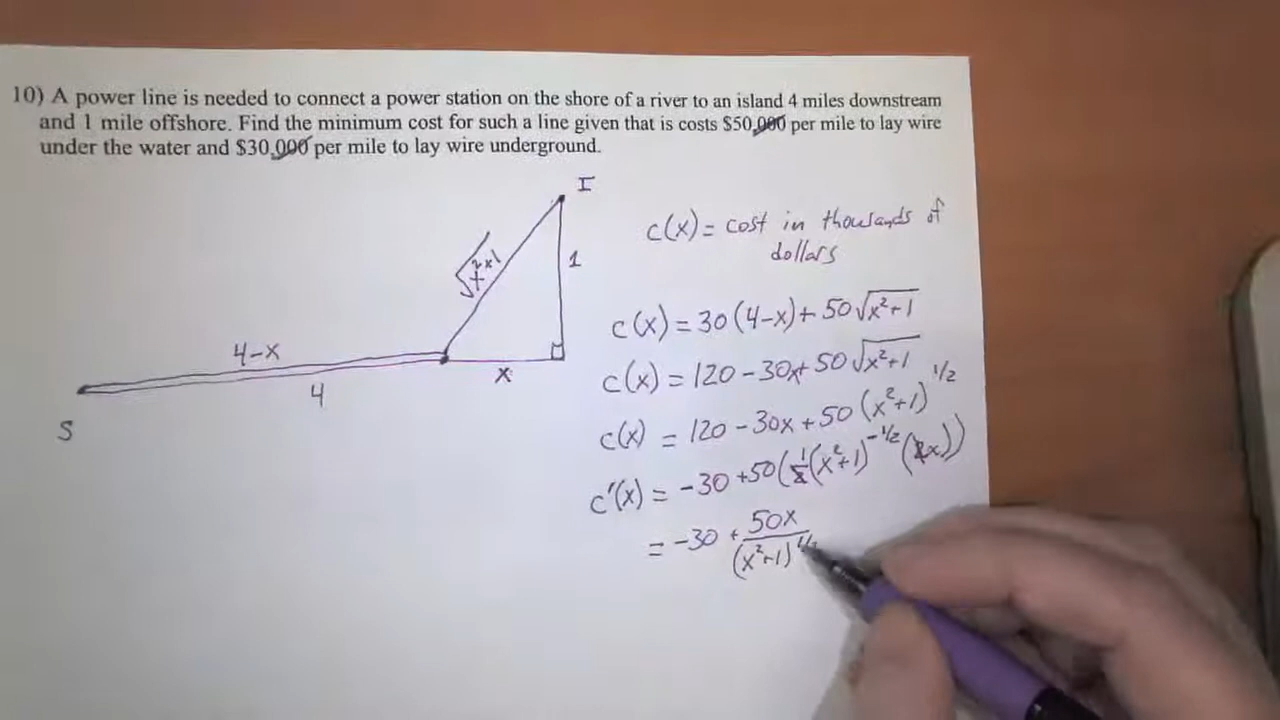 10) A power line is needed to connect a power station on the shore of a river to an island 4 miles downstream
and 1 mile offshore. Find the minimum cost for such a line given that is costs $50,000 per mile to lay wire
under the water and $30,000 per mile to lay wire underground.
I
c(x) = cost in thousands of
dollars
√x²+1
1
c(x) = 30(4-x)+50√x²+1
4-x
x
4
S
c(x) = 120-30x+50√x²+1
c(x) = 120-30x+50(x²+1)^1/2
c'(x) = -30+50(1/2(x²+1)^-1/2(2x))
= -30 + 50x/(x²+1)^1/2